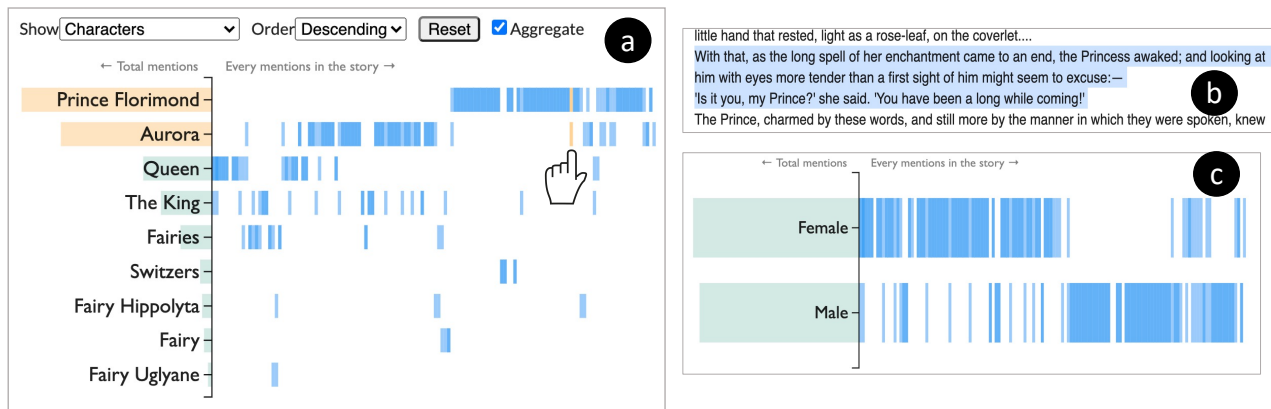 Show Characters Order Descending Reset Aggregate
a
← Total mentions Every mentions in the story →
Prince Florimond
Aurora
Queen
The King
Fairies
Switzers
Fairy Hippolyta
Fairy
Fairy Uglyane
little hand that rested, light as a rose-leaf, on the coverlet....
With that, as the long spell of her enchantment came to an end, the Princess awaked; and looking at
him with eyes more tender than a first sight of him might seem to excuse:—
'Is it you, my Prince?' she said. 'You have been a long while coming!'
The Prince, charmed by these words, and still more by the manner in which they were spoken, knew
b
← Total mentions Every mentions in the story →
c
Female
Male